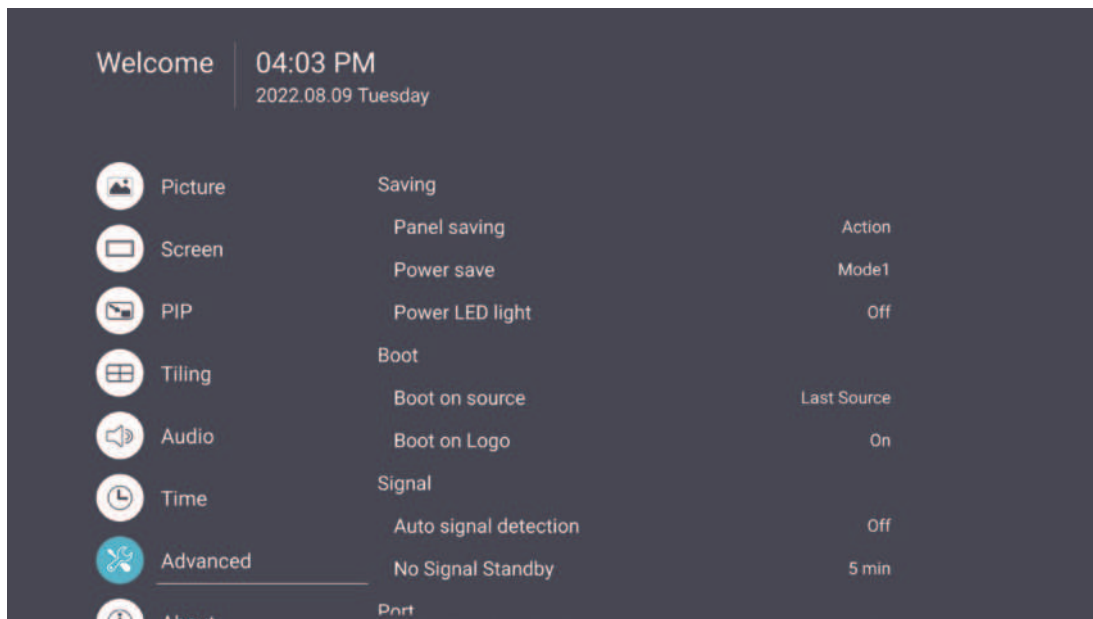 Welcome
04:03 PM
2022.08.09 Tuesday
Picture
Screen
PIP
Tiling
Audio
Time
Advanced
Saving
Panel saving Action
Power save Mode1
Power LED light Off
Boot
Boot on source Last Source
Boot on Logo On
Signal
Auto signal detection Off
No Signal Standby 5 min
Port